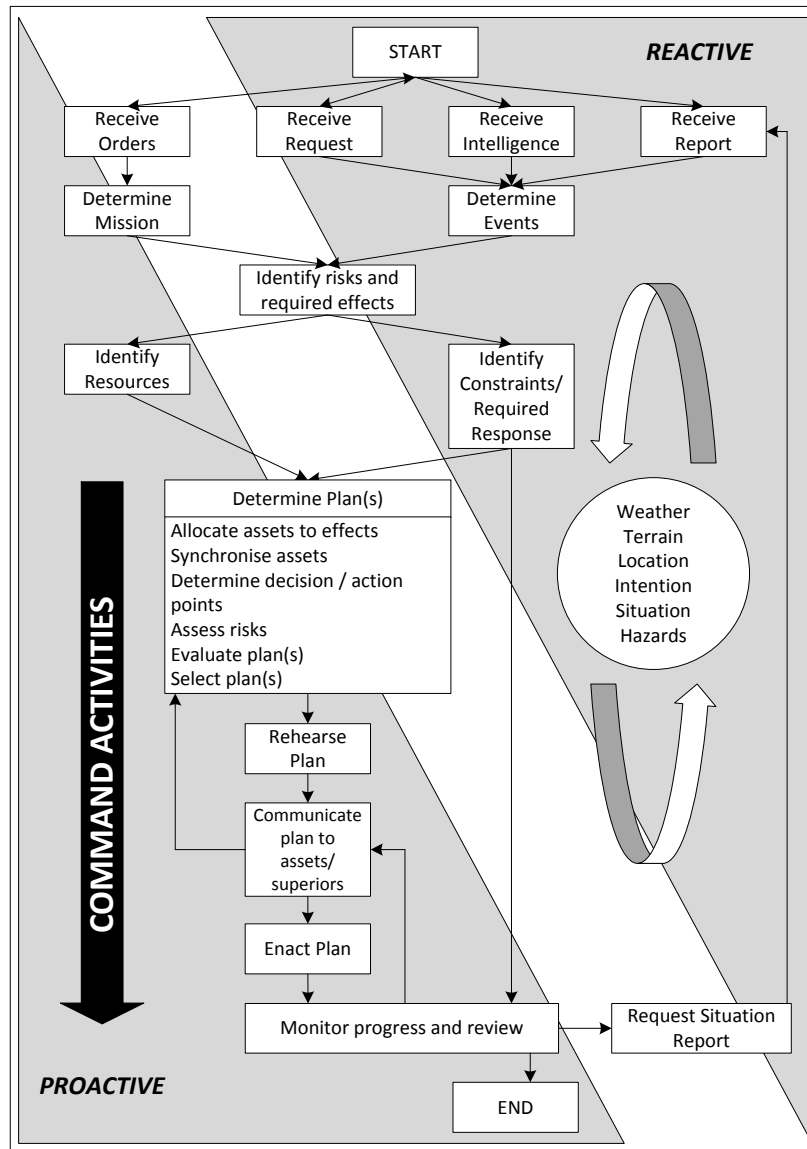 START
REACTIVE
Receive
Orders
Receive
Request
Receive
Intelligence
Receive
Report
Determine
Mission
Determine
Events
Identify risks and
required effects
Identify
Resources
Identify
Constraints/
Required
Response
Determine Plan(s)
Allocate assets to effects
Synchronise assets
Determine decision / action
points
Assess risks
Evaluate plan(s)
Select plan(s)
Weather
Terrain
Location
Intention
Situation
Hazards
COMMAND ACTIVITIES
Rehearse
Plan
Communicate
plan to
assets/
superiors
Enact Plan
Monitor progress and review
Request Situation
Report
PROACTIVE
END